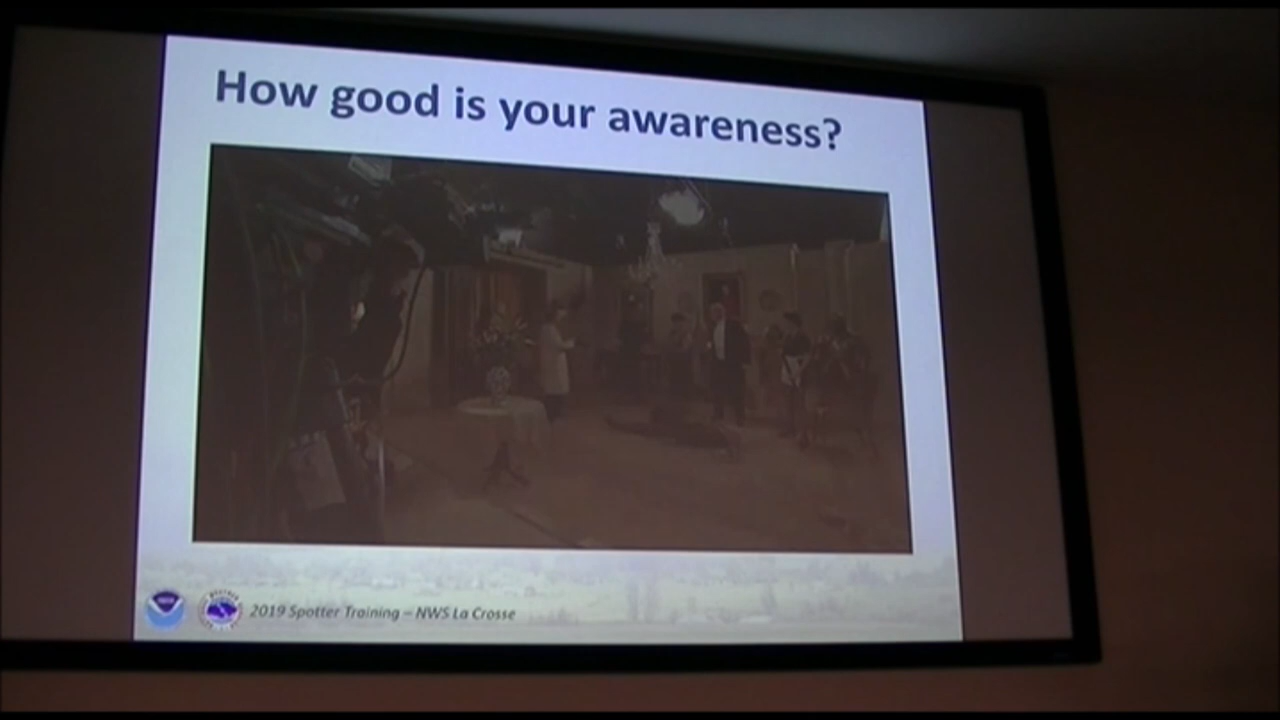 How good is your awareness?
2019 Spotter Training – NWS La Crosse